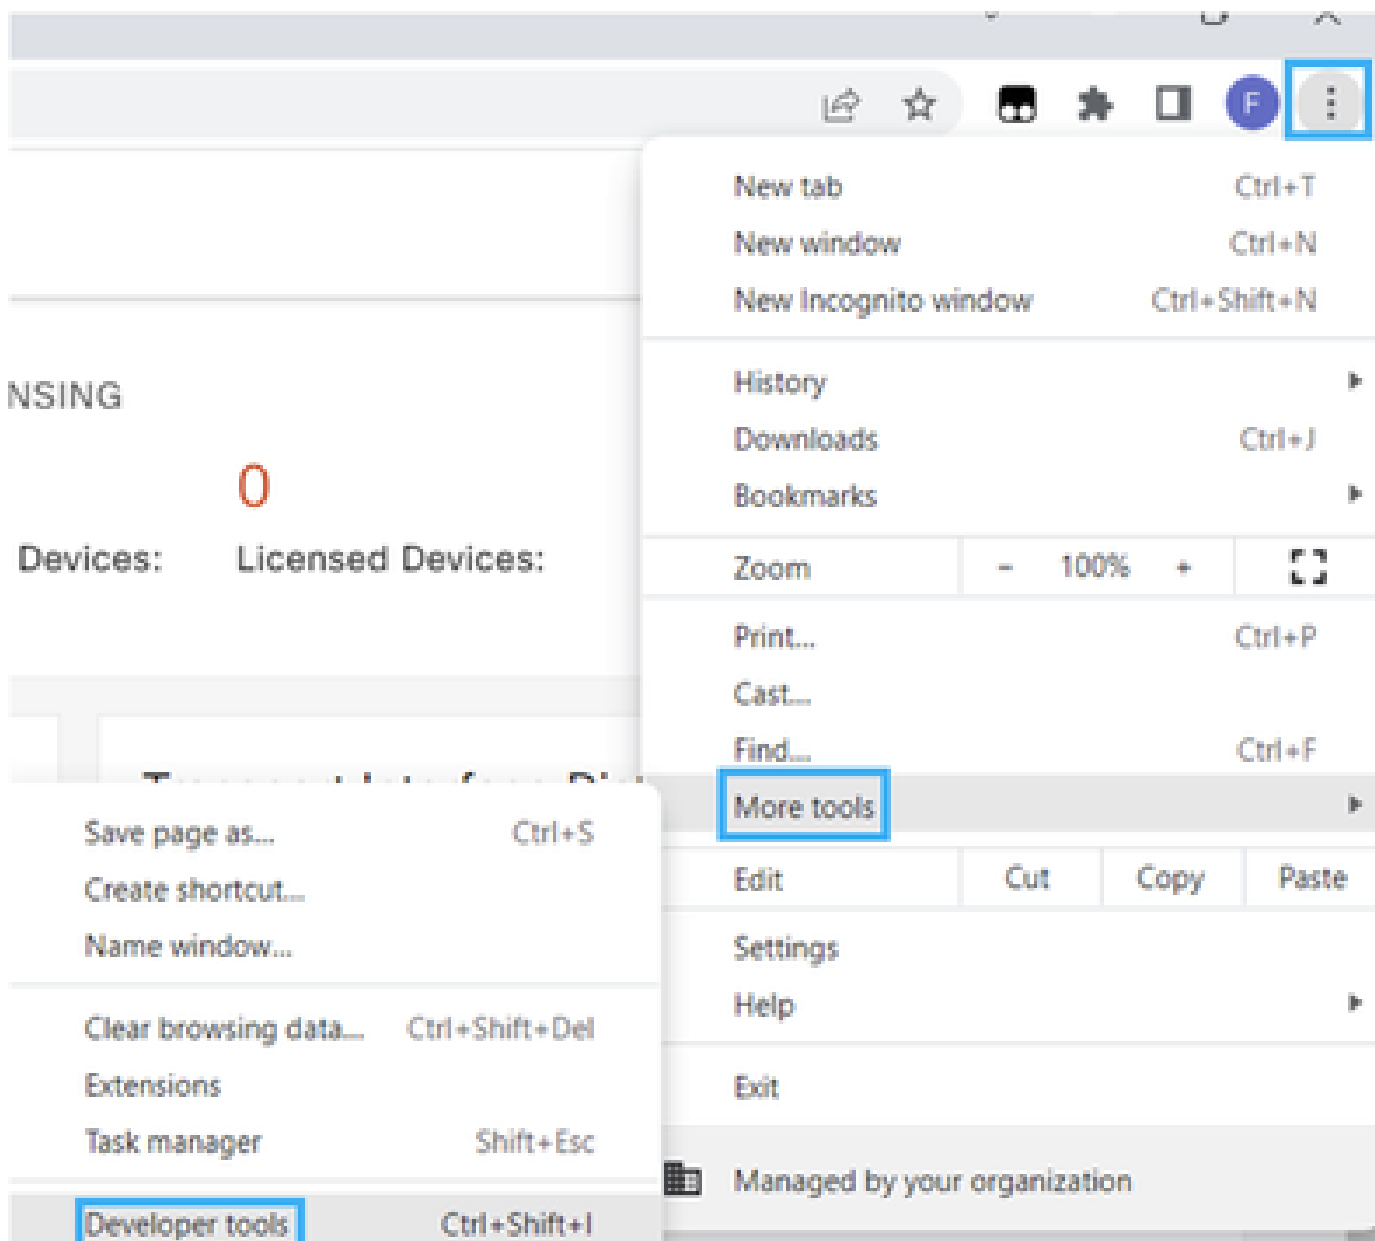 F
New tab Ctrl+T
New window Ctrl+N
New Incognito window Ctrl+Shift+N
History
Downloads Ctrl+J
Bookmarks
Zoom - 100% +
Print... Ctrl+P
Cast...
Find... Ctrl+F
More tools
Edit Cut Copy Paste
Settings
Help
Exit
Managed by your organization
NSING
0
Devices: Licensed Devices:
Save page as... Ctrl+S
Create shortcut...
Name window...
Clear browsing data... Ctrl+Shift+Del
Extensions
Task manager Shift+Esc
Developer tools Ctrl+Shift+I